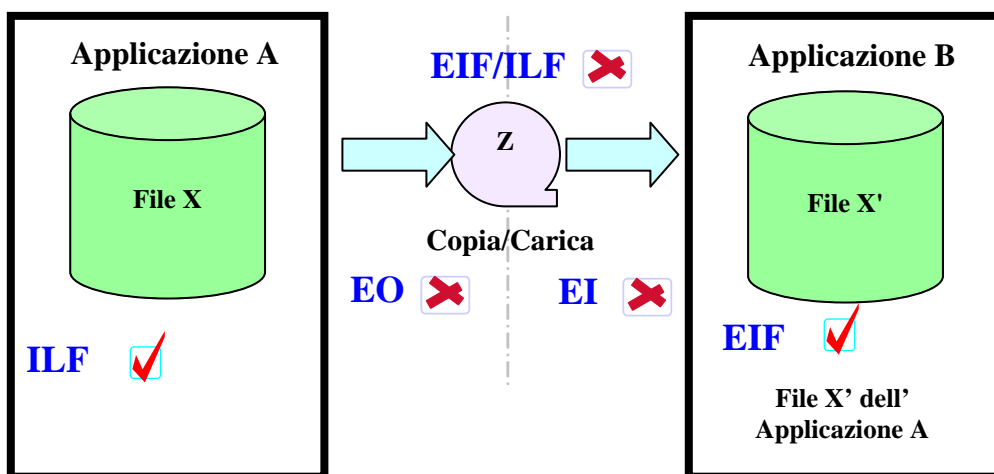 Applicazione A
File X
ILF
EIF/ILF
Z
Copia/Carica
EO
EI
Applicazione B
File X'
EIF
File X’ dell’
Applicazione A